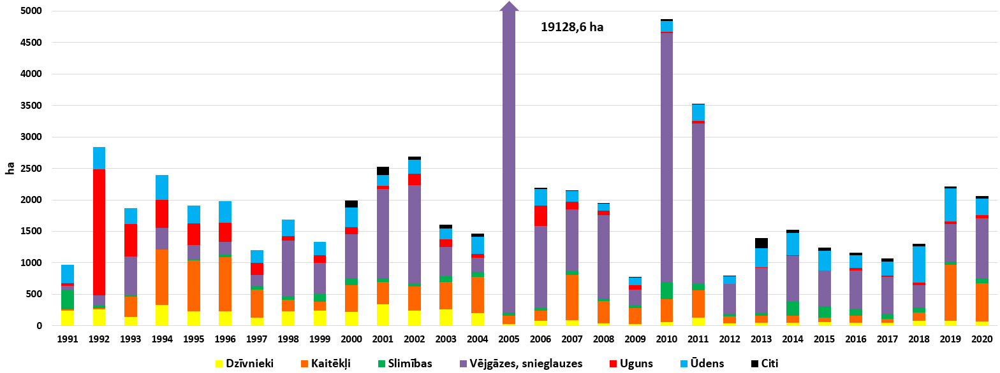 5000
19128,6 ha
4500
4000
3500
3000
2500
ha
2000
1500
1000
500
0
1991 1992 1993 1994 1995 1996 1997 1998 1999 2000 2001 2002 2003 2004 2005 2006 2007 2008 2009 2010 2011 2012 2013 2014 2015 2016 2017 2018 2019 2020
Dzīvnieki Kaitēkļi Slimības Vējgāzes, snieglauzes Uguns Ūdens Citi